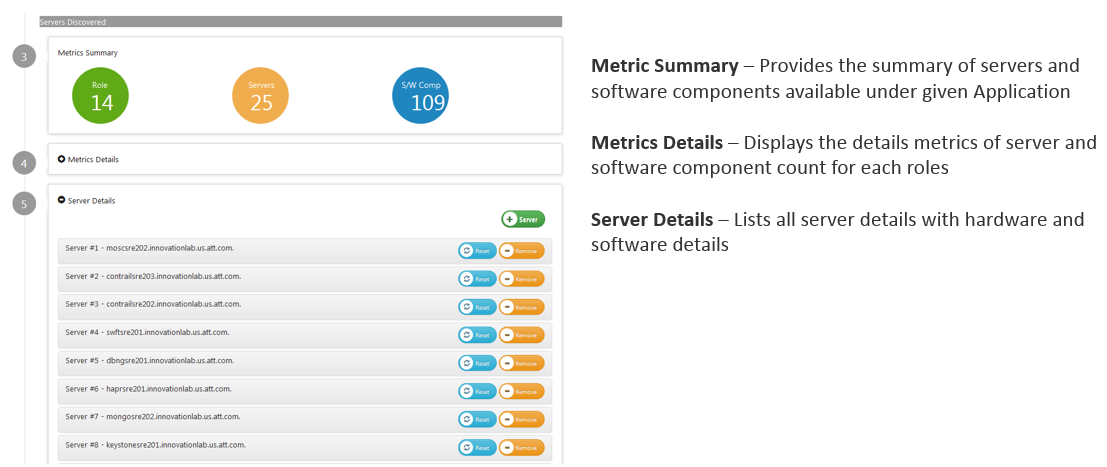 Servers Discovered
3
Metrics Summary
Role
14
Servers
25
S/W Comp
109
4
Metrics Details
5
Server Details
Server
Server #1 - moscsre202.innovationlab.us.att.com.
Reset
Remove
Server #2 - contrailsre203.innovationlab.us.att.com.
Reset
Remove
Server #3 - contrailsre202.innovationlab.us.att.com.
Reset
Remove
Server #4 - swftsre201.innovationlab.us.att.com.
Reset
Remove
Server #5 - dbngsre201.innovationlab.us.att.com.
Reset
Remove
Server #6 - haprsre201.innovationlab.us.att.com.
Reset
Remove
Server #7 - mongosre202.innovationlab.us.att.com.
Reset
Remove
Server #8 - keystonesre201.innovationlab.us.att.com.
Reset
Remove
Metric Summary – Provides the summary of servers and
software components available under given Application
Metrics Details – Displays the details metrics of server and
software component count for each roles
Server Details – Lists all server details with hardware and
software details